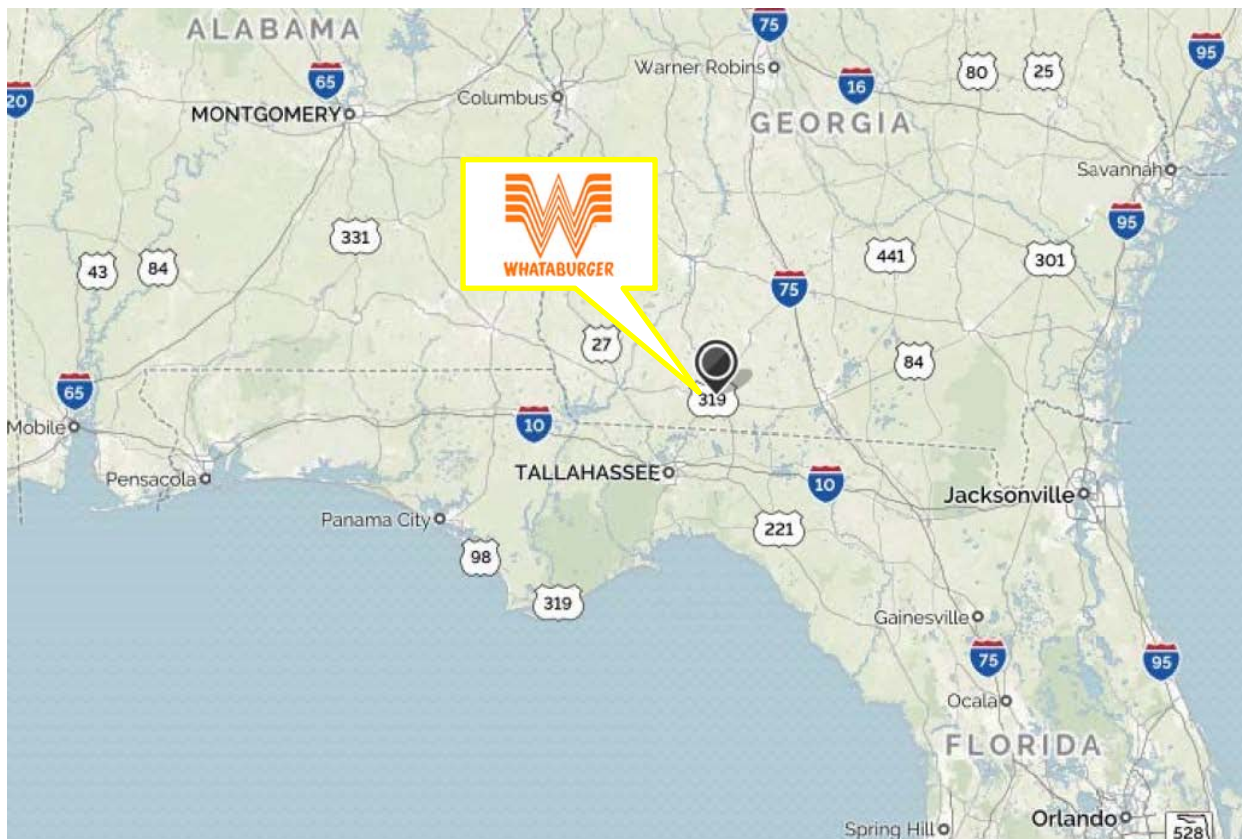 ALABAMA
75
95
65
Warner Robins
80
25
20
16
Columbus
MONTGOMERY
GEORGIA
Savannah
WHATABURGER
95
331
441
301
43
84
75
27
84
65
319
10
Mobile
TALLAHASSEE
Pensacola
10
Jacksonville
Panama City
221
98
319
Gainesville
75
95
Ocala
FLORIDA
Orlando
Spring Hill
528